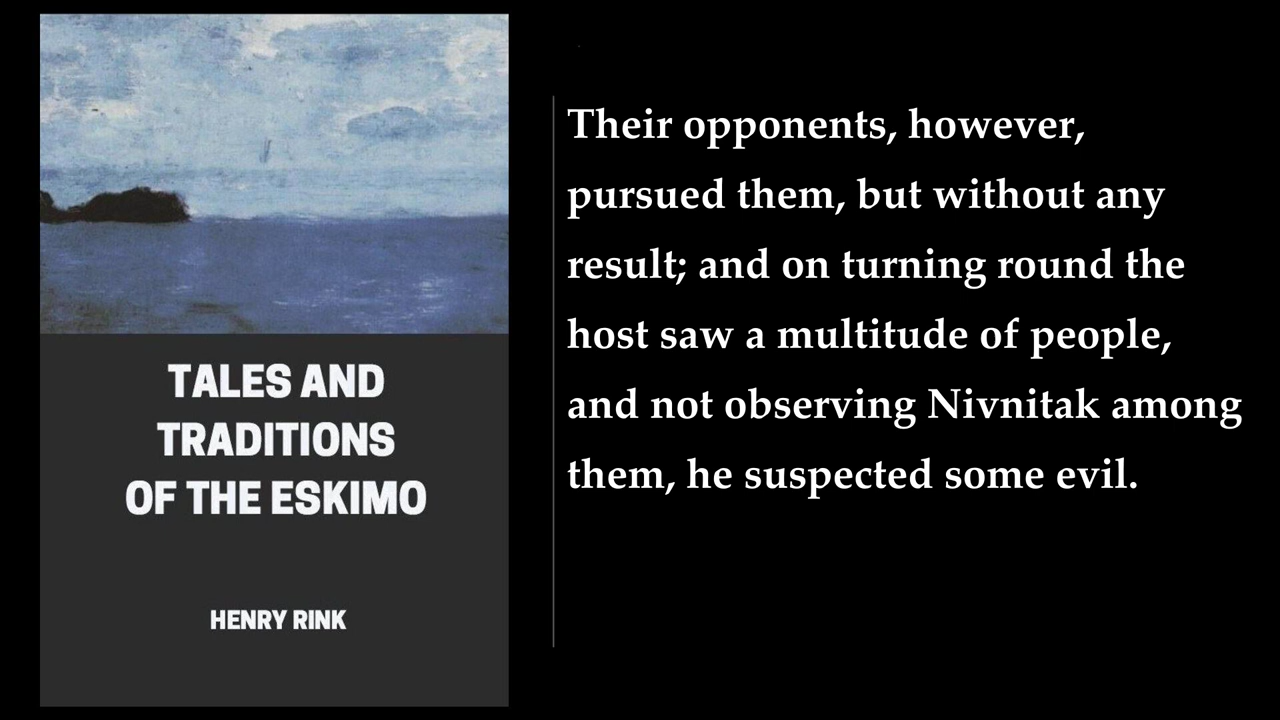 TALES AND
TRADITIONS
OF THE ESKIMO
HENRY RINK
Their opponents, however,
pursued them, but without any
result; and on turning round the
host saw a multitude of people,
and not observing Nivnitak among
them, he suspected some evil.